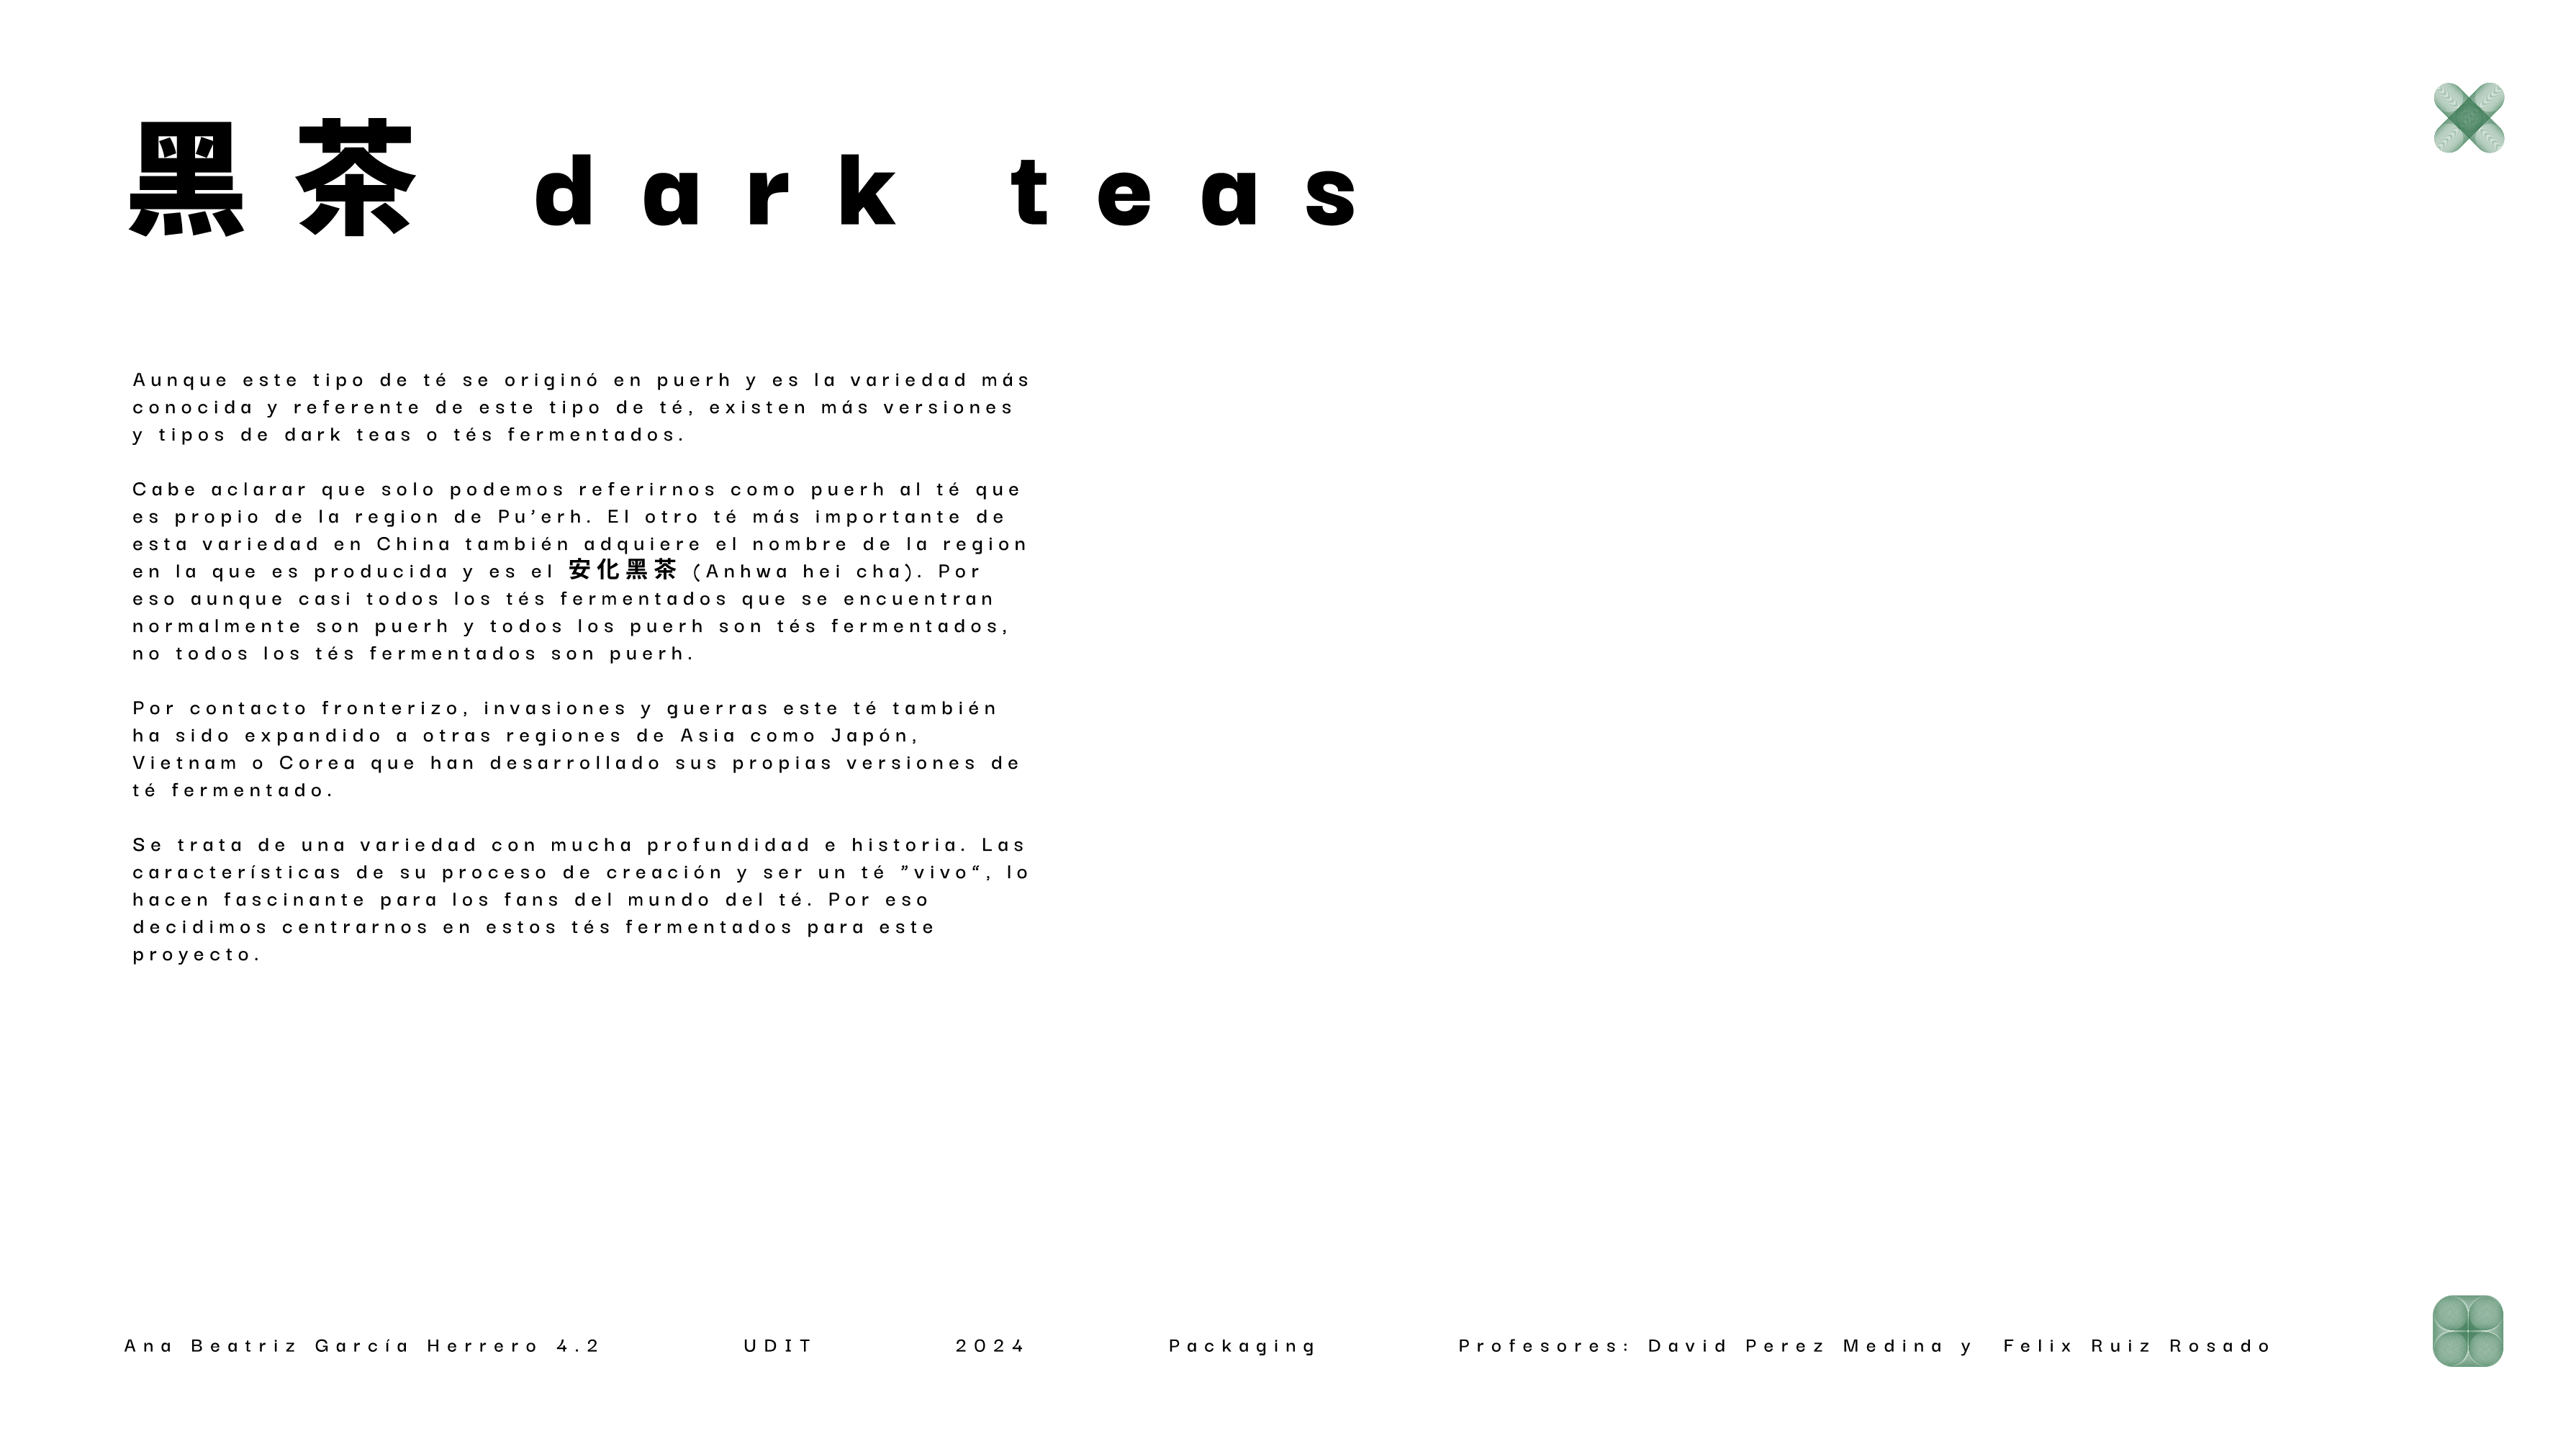 黑茶 dark teas
Aunque este tipo de té se originó en puerh y es la variedad más
conocida y referente de este tipo de té, existen más versiones
y tipos de dark teas o tés fermentados.
Cabe aclarar que solo podemos referirnos como puerh al té que
es propio de la region de Pu’erh. El otro té más importante de
esta variedad en China también adquiere el nombre de la region
en la que es producida y es el 安化黑茶 (Anhwa hei cha). Por
eso aunque casi todos los tés fermentados que se encuentran
normalmente son puerh y todos los puerh son tés fermentados,
no todos los tés fermentados son puerh.
Por contacto fronterizo, invasiones y guerras este té también
ha sido expandido a otras regiones de Asia como Japón,
Vietnam o Corea que han desarrollado sus propias versiones de
té fermentado.
Se trata de una variedad con mucha profundidad e historia. Las
características de su proceso de creación y ser un té ”vivo“, lo
hacen fascinante para los fans del mundo del té. Por eso
decidimos centrarnos en estos tés fermentados para este
proyecto.
Ana Beatriz García Herrero 4.2 UDIT 2024 Packaging Profesores: David Perez Medina y Felix Ruiz Rosado